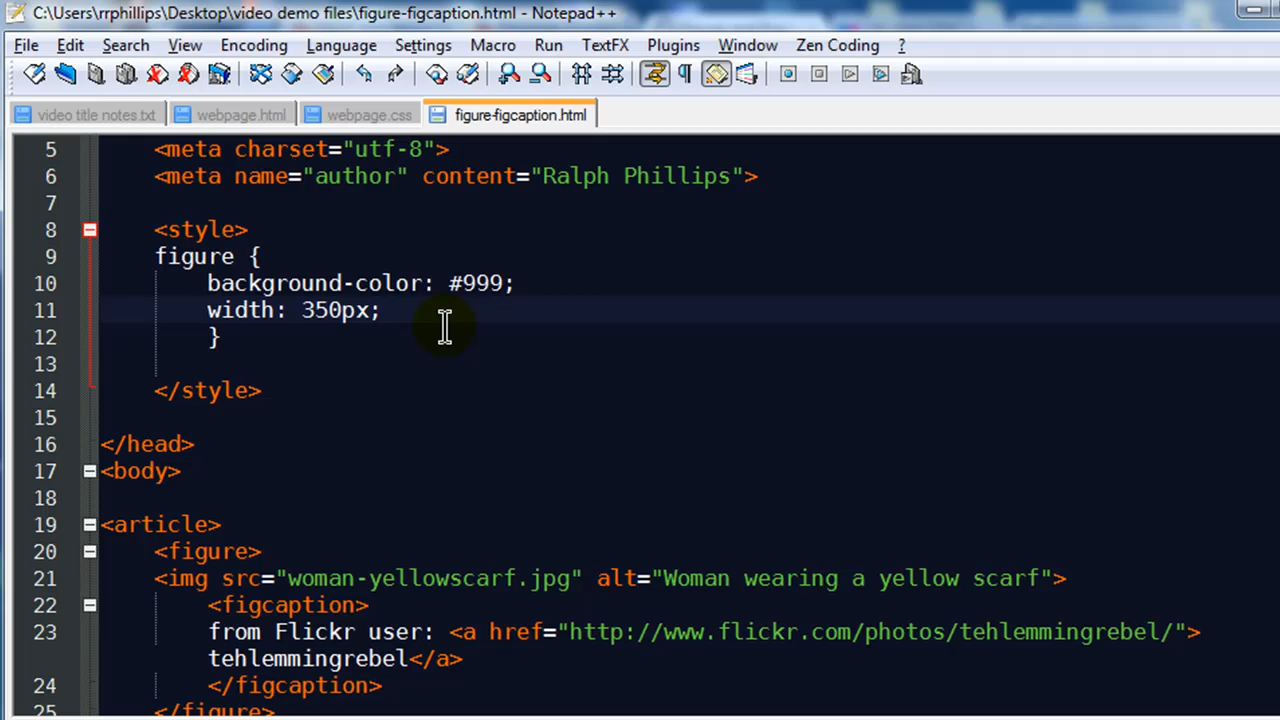 C:\Users\rrphillips\Desktop\video demo files\figure-figcaption.html - Notepad++
File Edit Search View Encoding Language Settings Macro Run TextFX Plugins Window Zen Coding ?
video title notes.txt webpage.html webpage.css figure-figcaption.html
5 <meta charset="utf-8">
6 <meta name="author" content="Ralph Phillips">
7
8 <style>
9 figure {
10 background-color: #999;
11 width: 350px;
12 }
13
14 </style>
15
16 </head>
17 <body>
18
19 <article>
20 <figure>
21 <img src="woman-yellowscarf.jpg" alt="Woman wearing a yellow scarf">
22 <figcaption>
23 from Flickr user: <a href="http://www.flickr.com/photos/tehlemmingrebel/">
tehlemmingrebel</a>
24 </figcaption>
25 </figure>